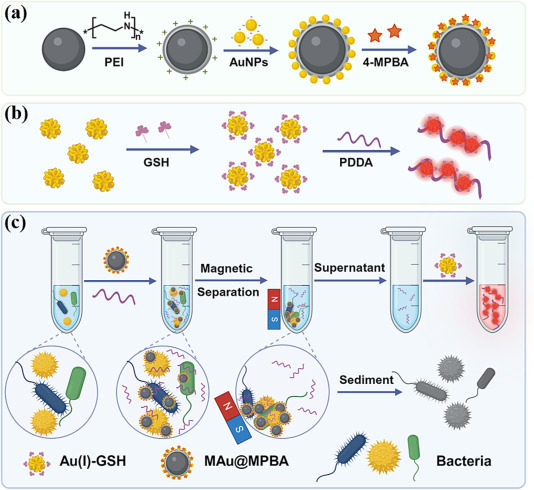 (a)
* [ N H ]n *
PEI
AuNPs
4-MPBA
(b)
GSH
PDDA
(c)
Magnetic
Separation
Supernatant
N
S
N
S
Sediment
Au(I)-GSH
MAu@MPBA
Bacteria